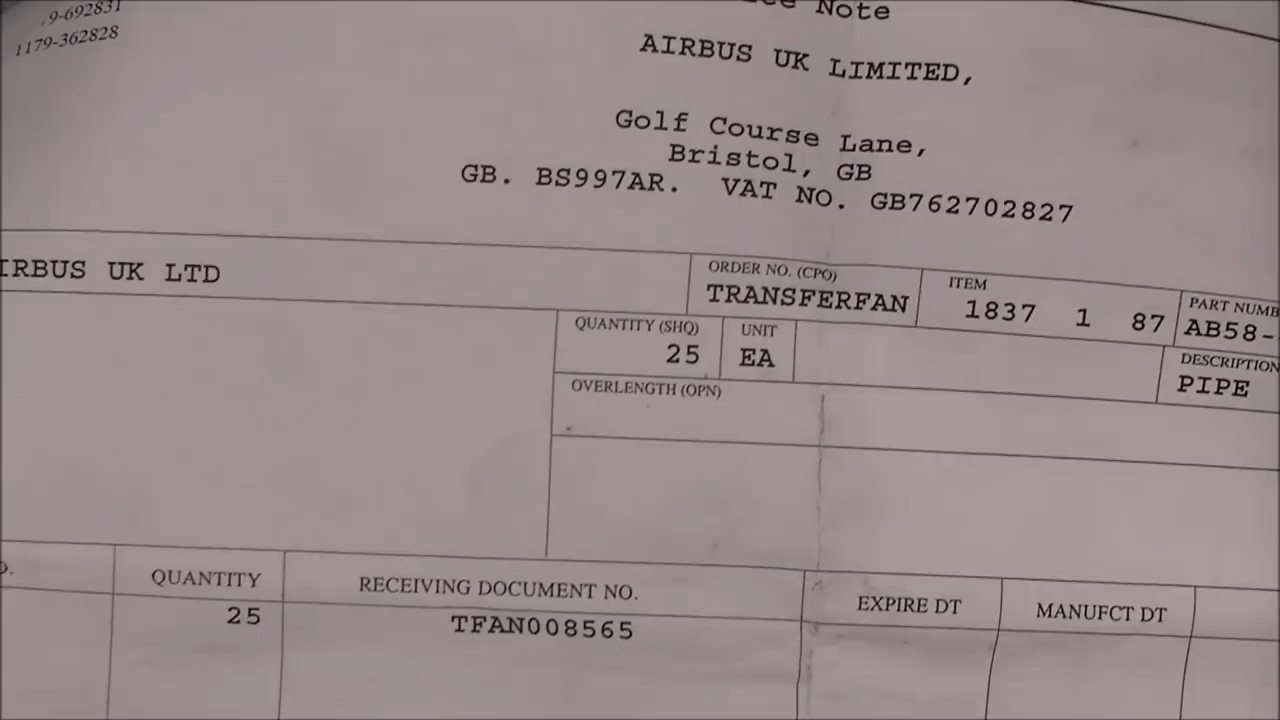 9-692831
1179-362828
Note
AIRBUS UK LIMITED,
Golf Course Lane,
Bristol, GB
GB. BS997AR. VAT NO. GB762702827
IRBUS UK LTD
ORDER NO. (CPO)
TRANSFERFAN
ITEM
1837 1 87
PART NUMB
AB58-
QUANTITY (SHQ)
25
UNIT
EA
DESCRIPTION
PIPE
OVERLENGTH (OPN)
QUANTITY
25
RECEIVING DOCUMENT NO.
TFAN008565
EXPIRE DT
MANUFCT DT